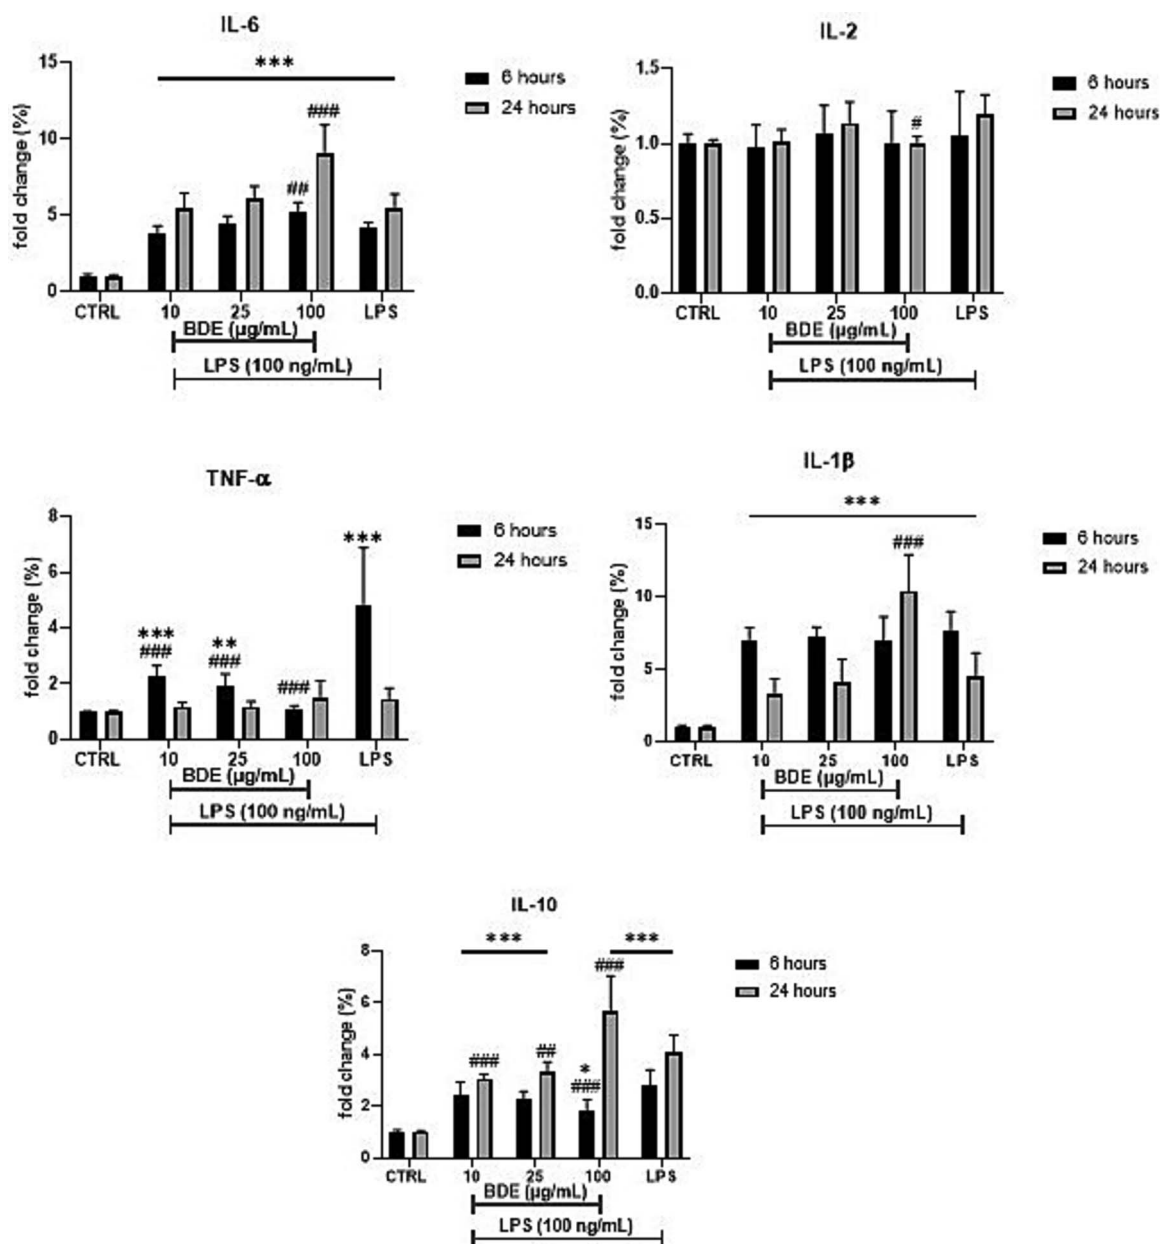 IL-6
15
10
5
0
fold change (%)
***
###
##
6 hours
24 hours
CTRL 10 25 100 LPS
BDE (µg/mL)
LPS (100 ng/mL)
IL-2
1.5
1.0
0.5
0.0
fold change (%)
#
6 hours
24 hours
CTRL 10 25 100 LPS
BDE (µg/mL)
LPS (100 ng/mL)
TNF-α
8
6
4
2
0
fold change (%)
***
*** **
### ### ###
6 hours
24 hours
CTRL 10 25 100 LPS
BDE (µg/mL)
LPS (100 ng/mL)
IL-1β
15
10
5
0
fold change (%)
***
###
6 hours
24 hours
CTRL 10 25 100 LPS
BDE (µg/mL)
LPS (100 ng/mL)
IL-10
8
6
4
2
0
fold change (%)
*** ***
###
### ##
*
###
6 hours
24 hours
CTRL 10 25 100 LPS
BDE (µg/mL)
LPS (100 ng/mL)